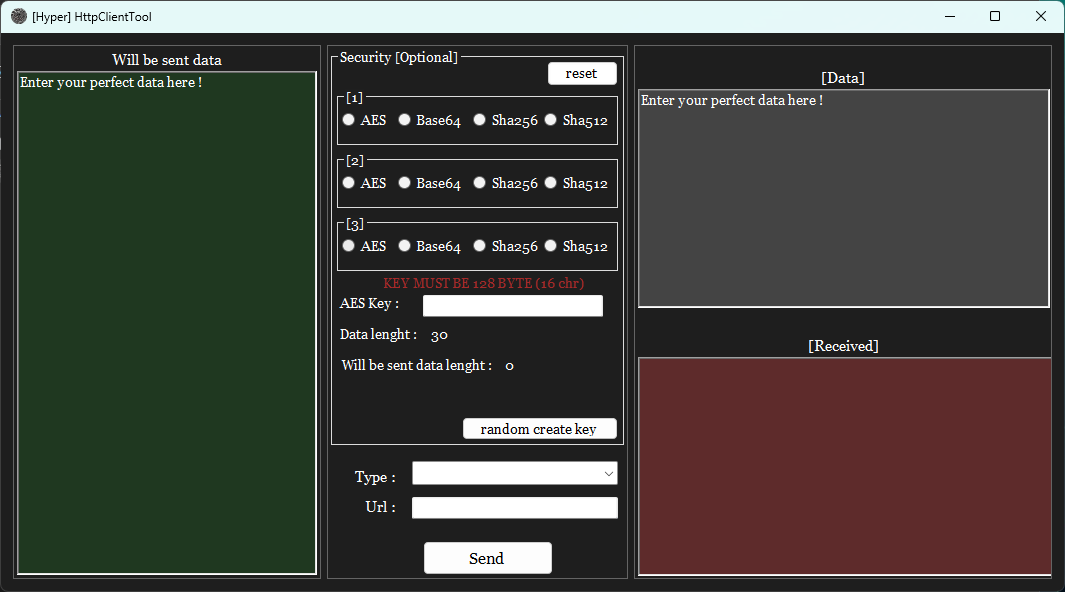 [Hyper] HttpClientTool
Will be sent data
Enter your perfect data here !
Security [Optional]
reset
[1]
AES Base64 Sha256 Sha512
[2]
AES Base64 Sha256 Sha512
[3]
AES Base64 Sha256 Sha512
KEY MUST BE 128 BYTE (16 chr)
AES Key :
Data lenght : 30
Will be sent data lenght : 0
random create key
Type :
Url :
Send
[Data]
Enter your perfect data here !
[Received]